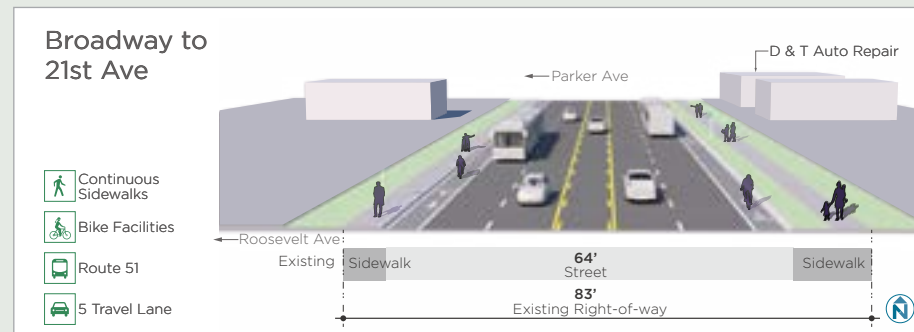 Broadway to
21st Ave
D & T Auto Repair
Parker Ave
Continuous
Sidewalks
Bike Facilities
Route 51
5 Travel Lane
Roosevelt Ave
Existing
Sidewalk
64’
Street
Sidewalk
83’
Existing Right-of-way
N